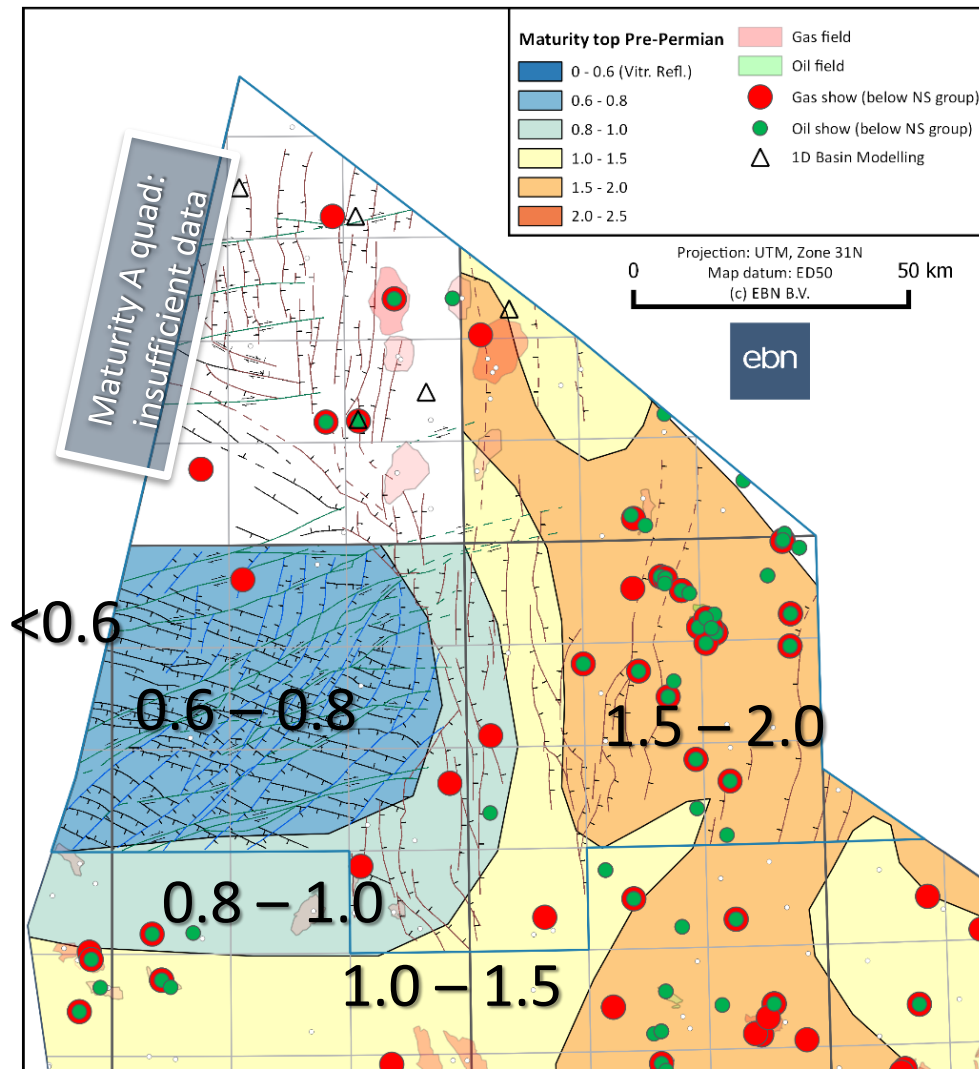 Maturity top Pre-Permian
0 - 0.6 (Vitr. Refl.)
0.6 - 0.8
0.8 - 1.0
1.0 - 1.5
1.5 - 2.0
2.0 - 2.5
Gas field
Oil field
Gas show (below NS group)
Oil show (below NS group)
1D Basin Modelling
Projection: UTM, Zone 31N
Map datum: ED50
(c) EBN B.V.
0
50 km
ebn
Maturity A quad:
insufficient data
<0.6
0.6 – 0.8
1.5 – 2.0
0.8 – 1.0
1.0 – 1.5